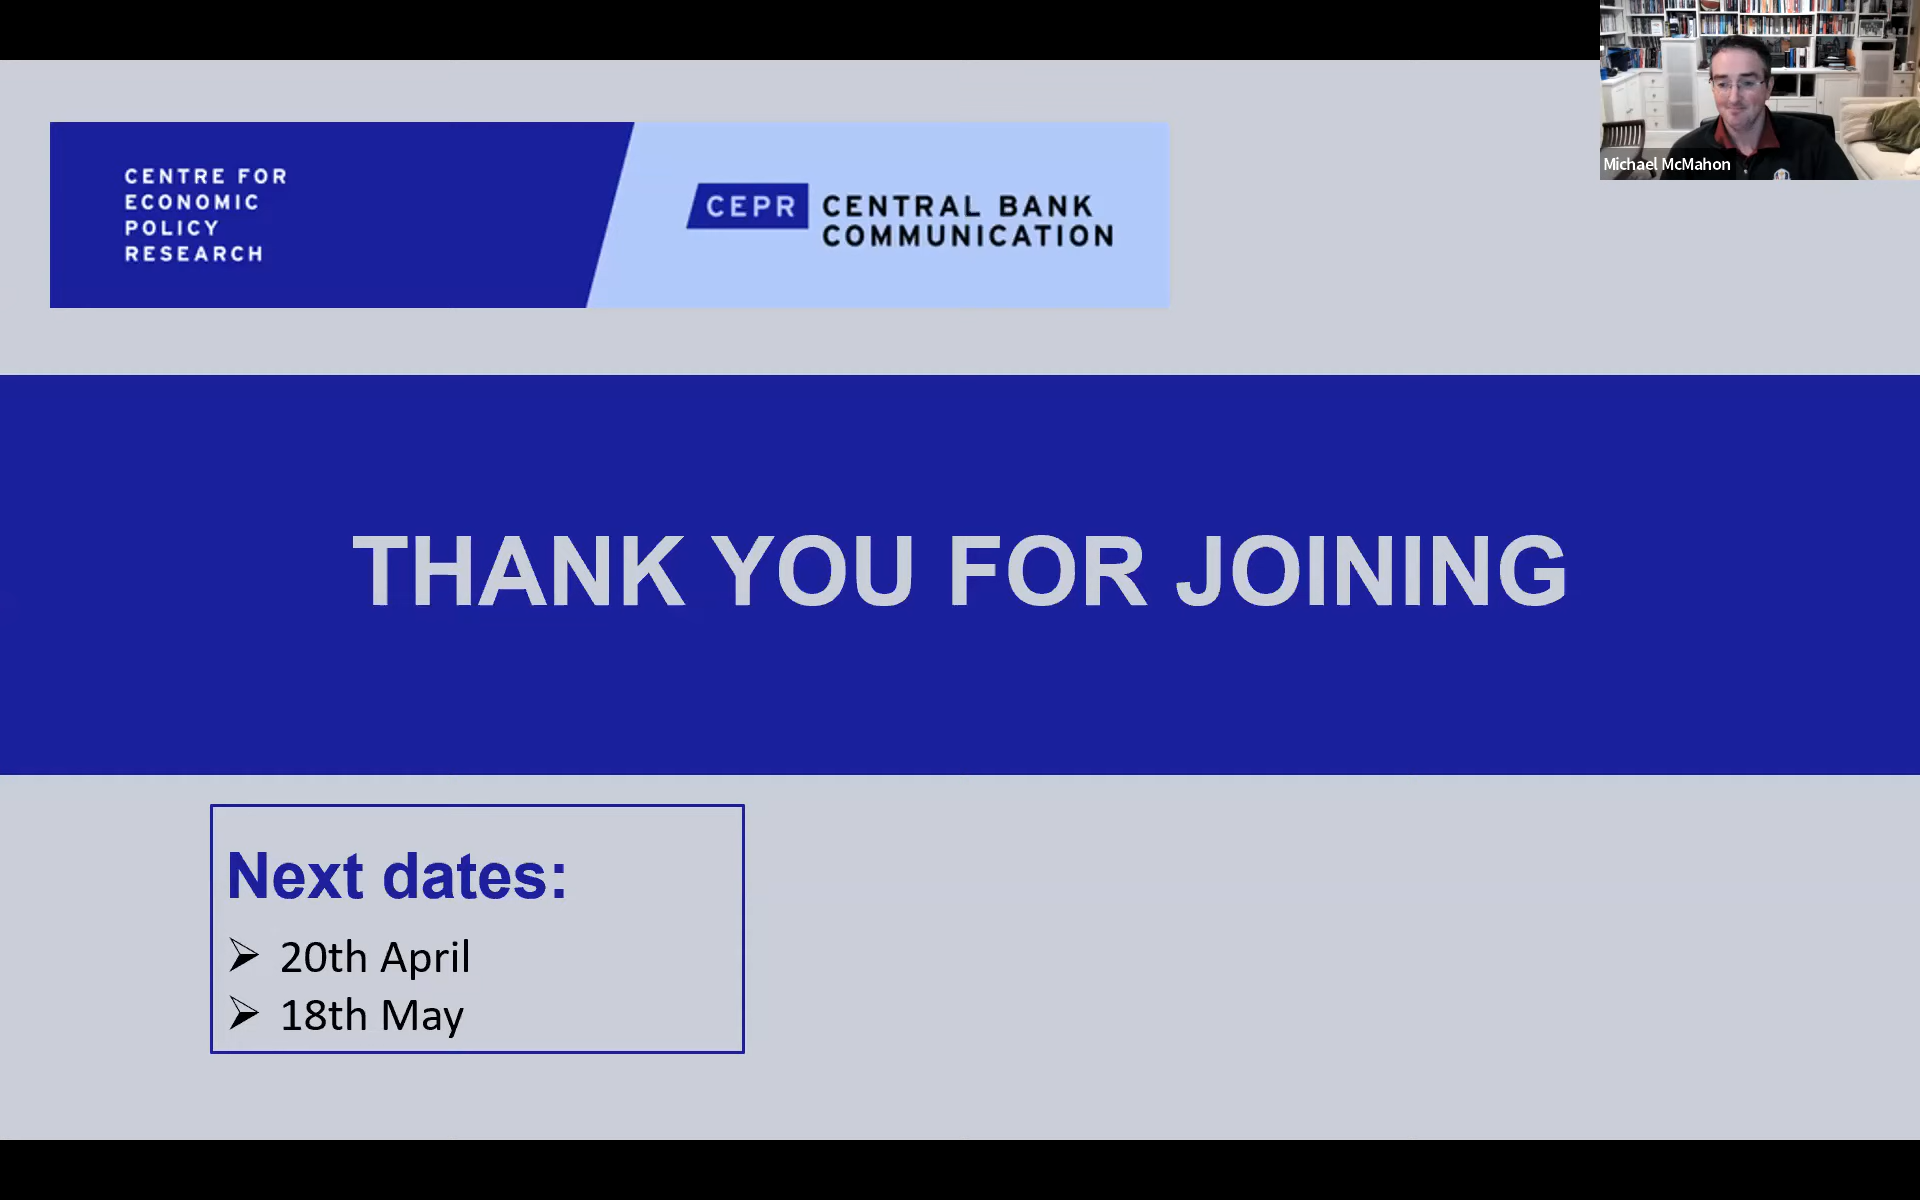 CENTRE FOR
ECONOMIC
POLICY
RESEARCH
CEPR CENTRAL BANK
COMMUNICATION
Michael McMahon
THANK YOU FOR JOINING
Next dates:
➢ 20th April
➢ 18th May